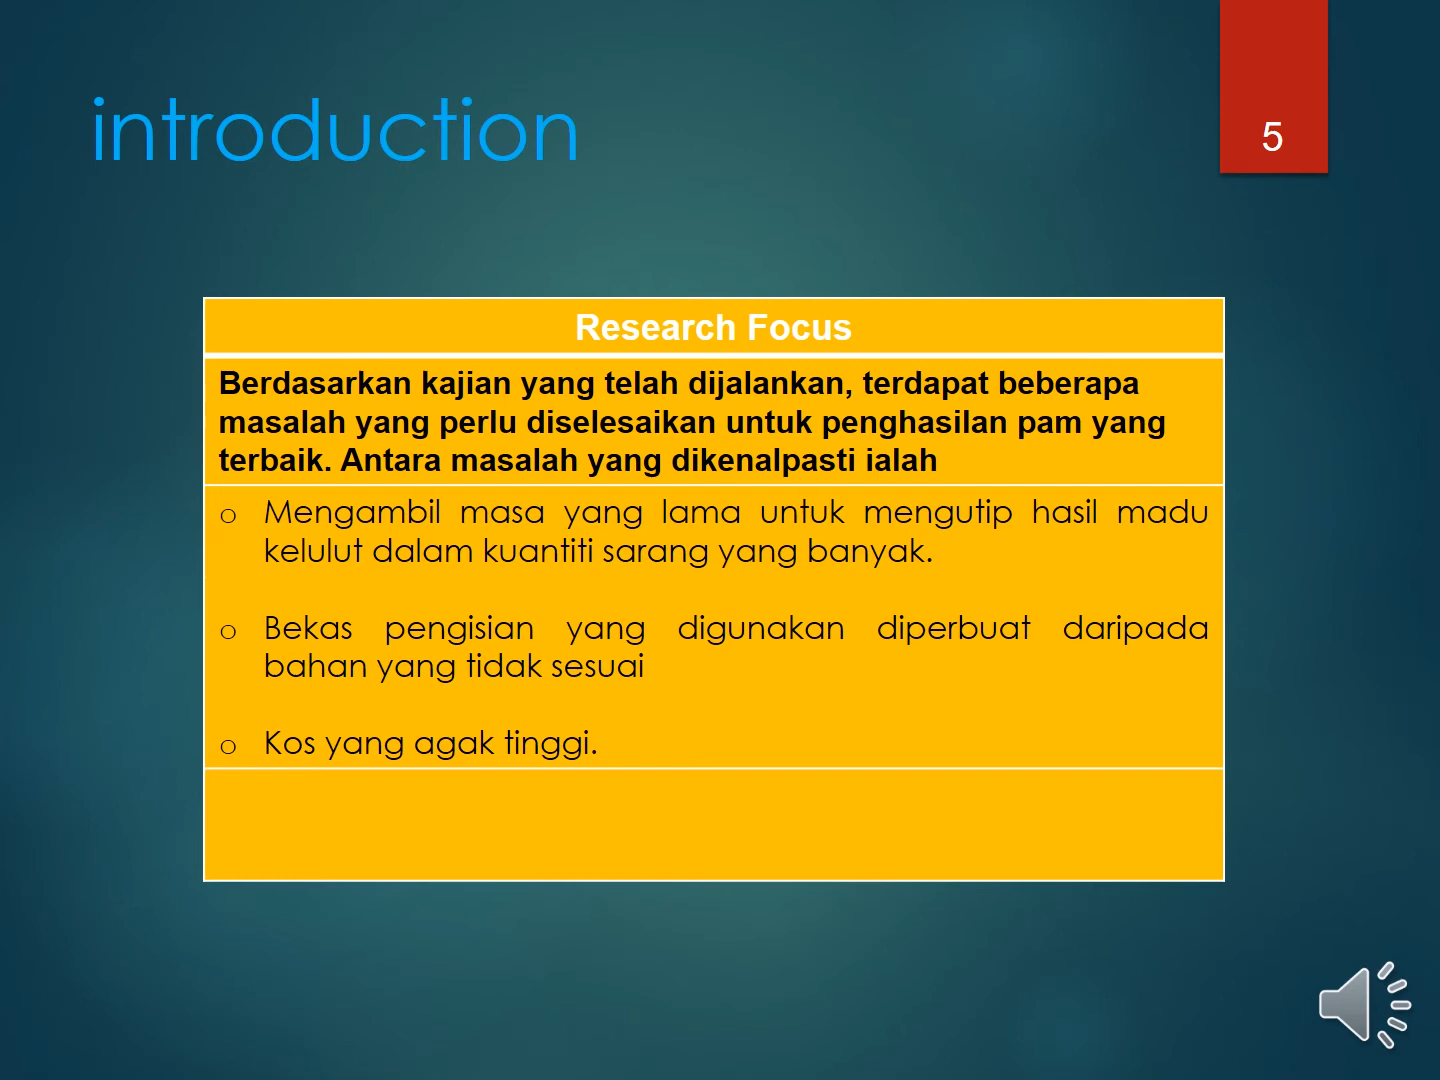 introduction
5
Research Focus
Berdasarkan kajian yang telah dijalankan, terdapat beberapa
masalah yang perlu diselesaikan untuk penghasilan pam yang
terbaik. Antara masalah yang dikenalpasti ialah
o Mengambil masa yang lama untuk mengutip hasil madu
kelulut dalam kuantiti sarang yang banyak.
o Bekas pengisian yang digunakan diperbuat daripada
bahan yang tidak sesuai
o Kos yang agak tinggi.